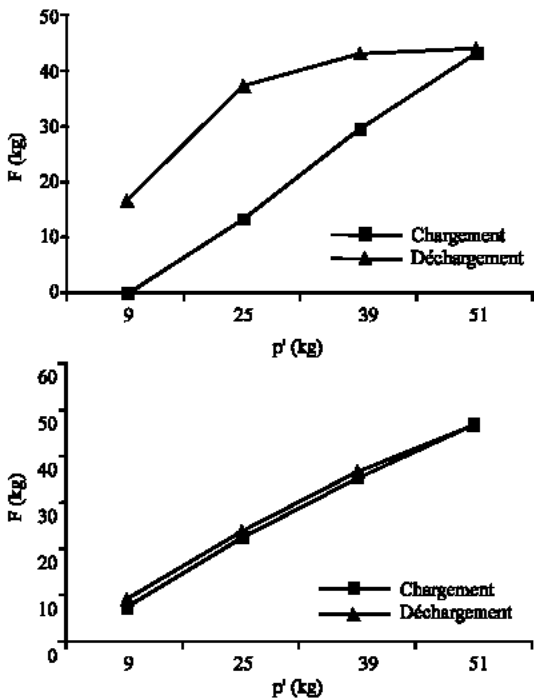 50
40
30
20
10
0
F (kg)
Chargement
Déchargement
9 25 39 51
p' (kg)
60
50
40
30
20
10
0
F (kg)
Chargement
Déchargement
9 25 39 51
p' (kg)